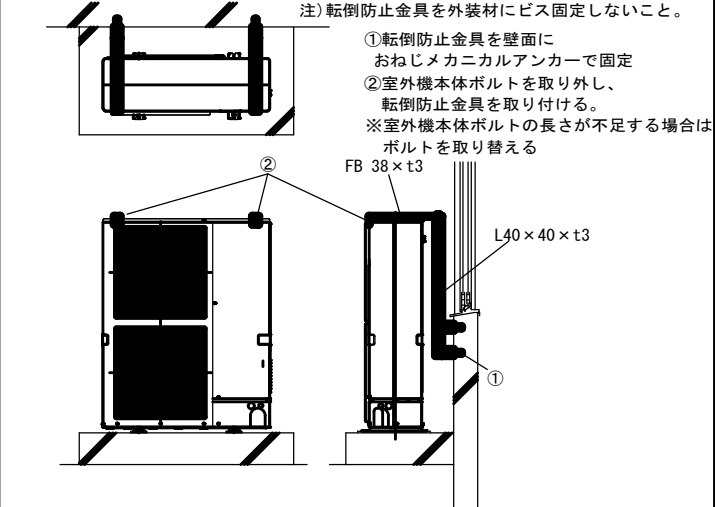 注)転倒防止金具を外装材にビス固定しないこと。
①転倒防止金具を壁面に
おねじメカニカルアンカーで固定
②室外機本体ボルトを取り外し、
転倒防止金具を取り付ける。
※室外機本体ボルトの長さが不足する場合は
ボルトを取り替える
②
FB 38×t3
L40×40×t3
①